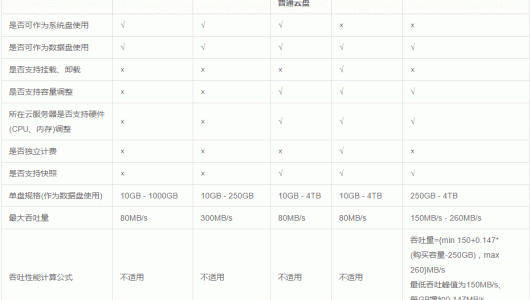 普通云盘
是否可作为系统盘使用 √ √ √ × ×
是否可作为数据盘使用 √ √ √ √ √
是否支持挂载、卸载 × × × √ ×
是否支持容量调整 × × √ √ √
所在云服务器是否支持硬件
(CPU、内存)调整 × × √ √ √
是否独立计费 × × × √ ×
是否支持快照 × × √ √ √
单盘规格(作为数据盘使用) 10GB - 1000GB 10GB - 250GB 10GB - 4TB 10GB - 4TB 250GB - 4TB
最大吞吐量 80MB/s 300MB/s 80MB/s 80MB/s 150MB/s - 260MB/s
吞吐量={min 150+0.147*
(购买容量-250GB)，max
吞吐性能计算公式 不适用 不适用 不适用 不适用 260}MB/s
最低吞吐峰值为150MB/s、
每GB增加0.147MB/s